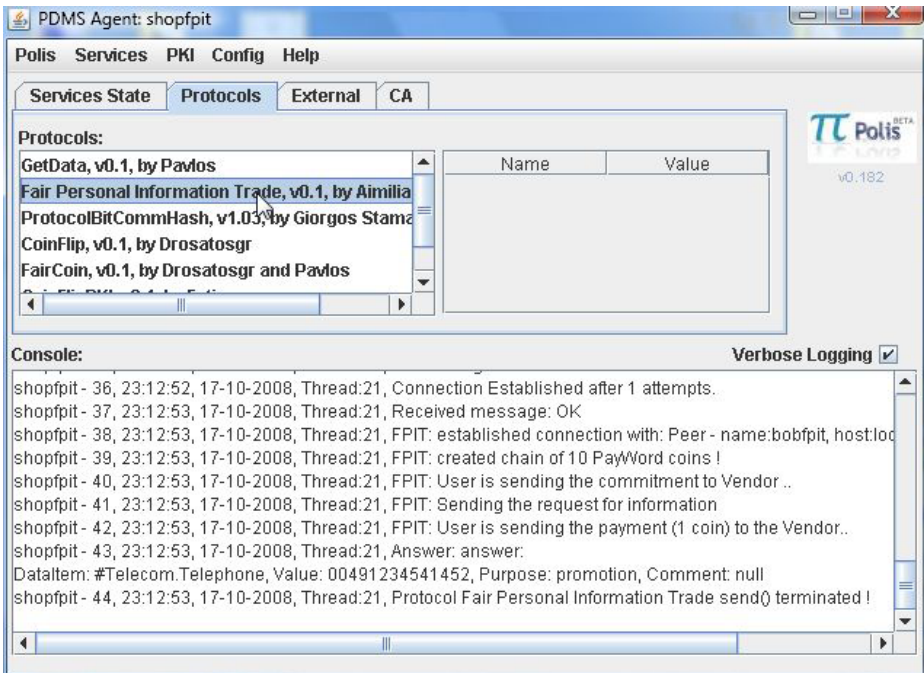 PDMS Agent: shopfpit
Polis Services PKI Config Help
Services State Protocols External CA
π Polis BETA
v0.182
Protocols:
GetData, v0.1, by Pavlos
Fair Personal Information Trade, v0.1, by Aimilia
ProtocolBitCommHash, v1.03, by Giorgos Stama
CoinFlip, v0.1, by Drosatosgr
FairCoin, v0.1, by Drosatosgr and Pavlos
Name Value
Console:
Verbose Logging
shopfpit - 36, 23:12:52, 17-10-2008, Thread:21, Connection Established after 1 attempts.
shopfpit - 37, 23:12:53, 17-10-2008, Thread:21, Received message: OK
shopfpit - 38, 23:12:53, 17-10-2008, Thread:21, FPIT: established connection with: Peer - name:bobfpit, host:loc
shopfpit - 39, 23:12:53, 17-10-2008, Thread:21, FPIT: created chain of 10 PayWord coins !
shopfpit - 40, 23:12:53, 17-10-2008, Thread:21, FPIT: User is sending the commitment to Vendor ..
shopfpit - 41, 23:12:53, 17-10-2008, Thread:21, FPIT: Sending the request for information
shopfpit - 42, 23:12:53, 17-10-2008, Thread:21, FPIT: User is sending the payment (1 coin) to the Vendor..
shopfpit - 43, 23:12:53, 17-10-2008, Thread:21, Answer: answer:
DataItem: #Telecom.Telephone, Value: 00491234541452, Purpose: promotion, Comment: null
shopfpit - 44, 23:12:53, 17-10-2008, Thread:21, Protocol Fair Personal Information Trade send() terminated !